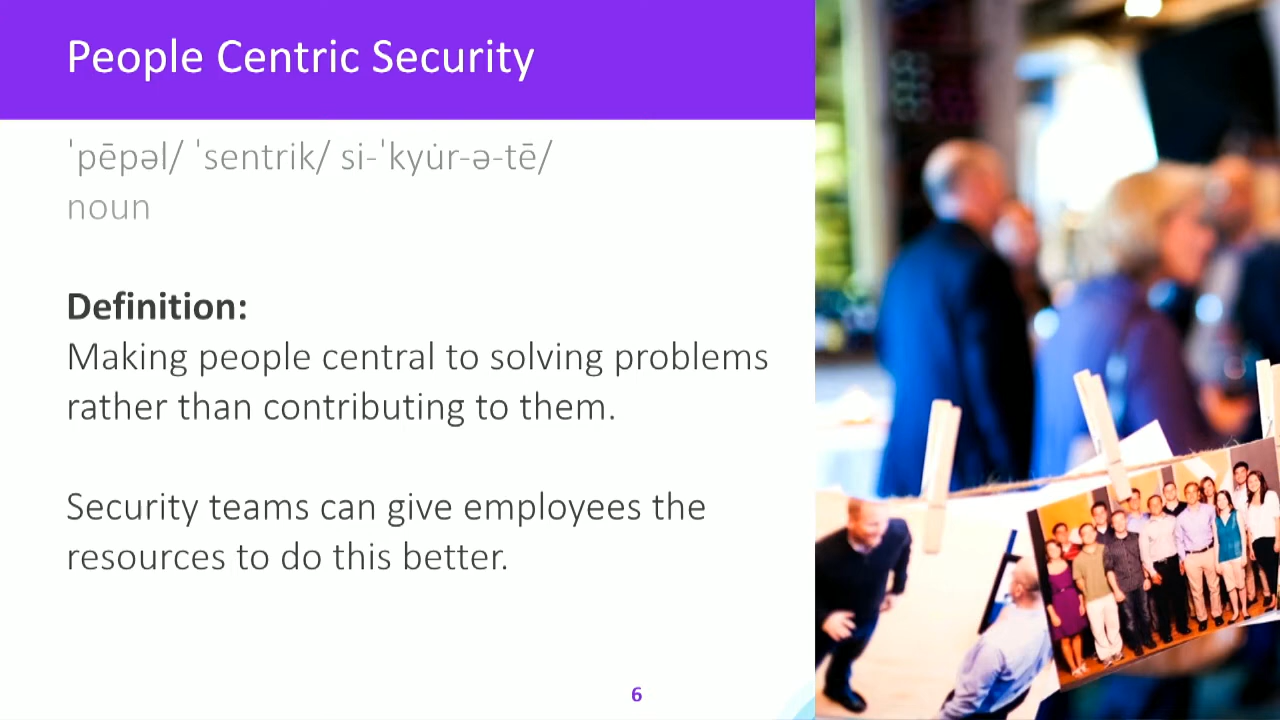 People Centric Security
ˈpēpəl/ ˈsentrik/ si-ˈkyu̇r-ə-tē/
noun
Definition:
Making people central to solving problems
rather than contributing to them.
Security teams can give employees the
resources to do this better.
6